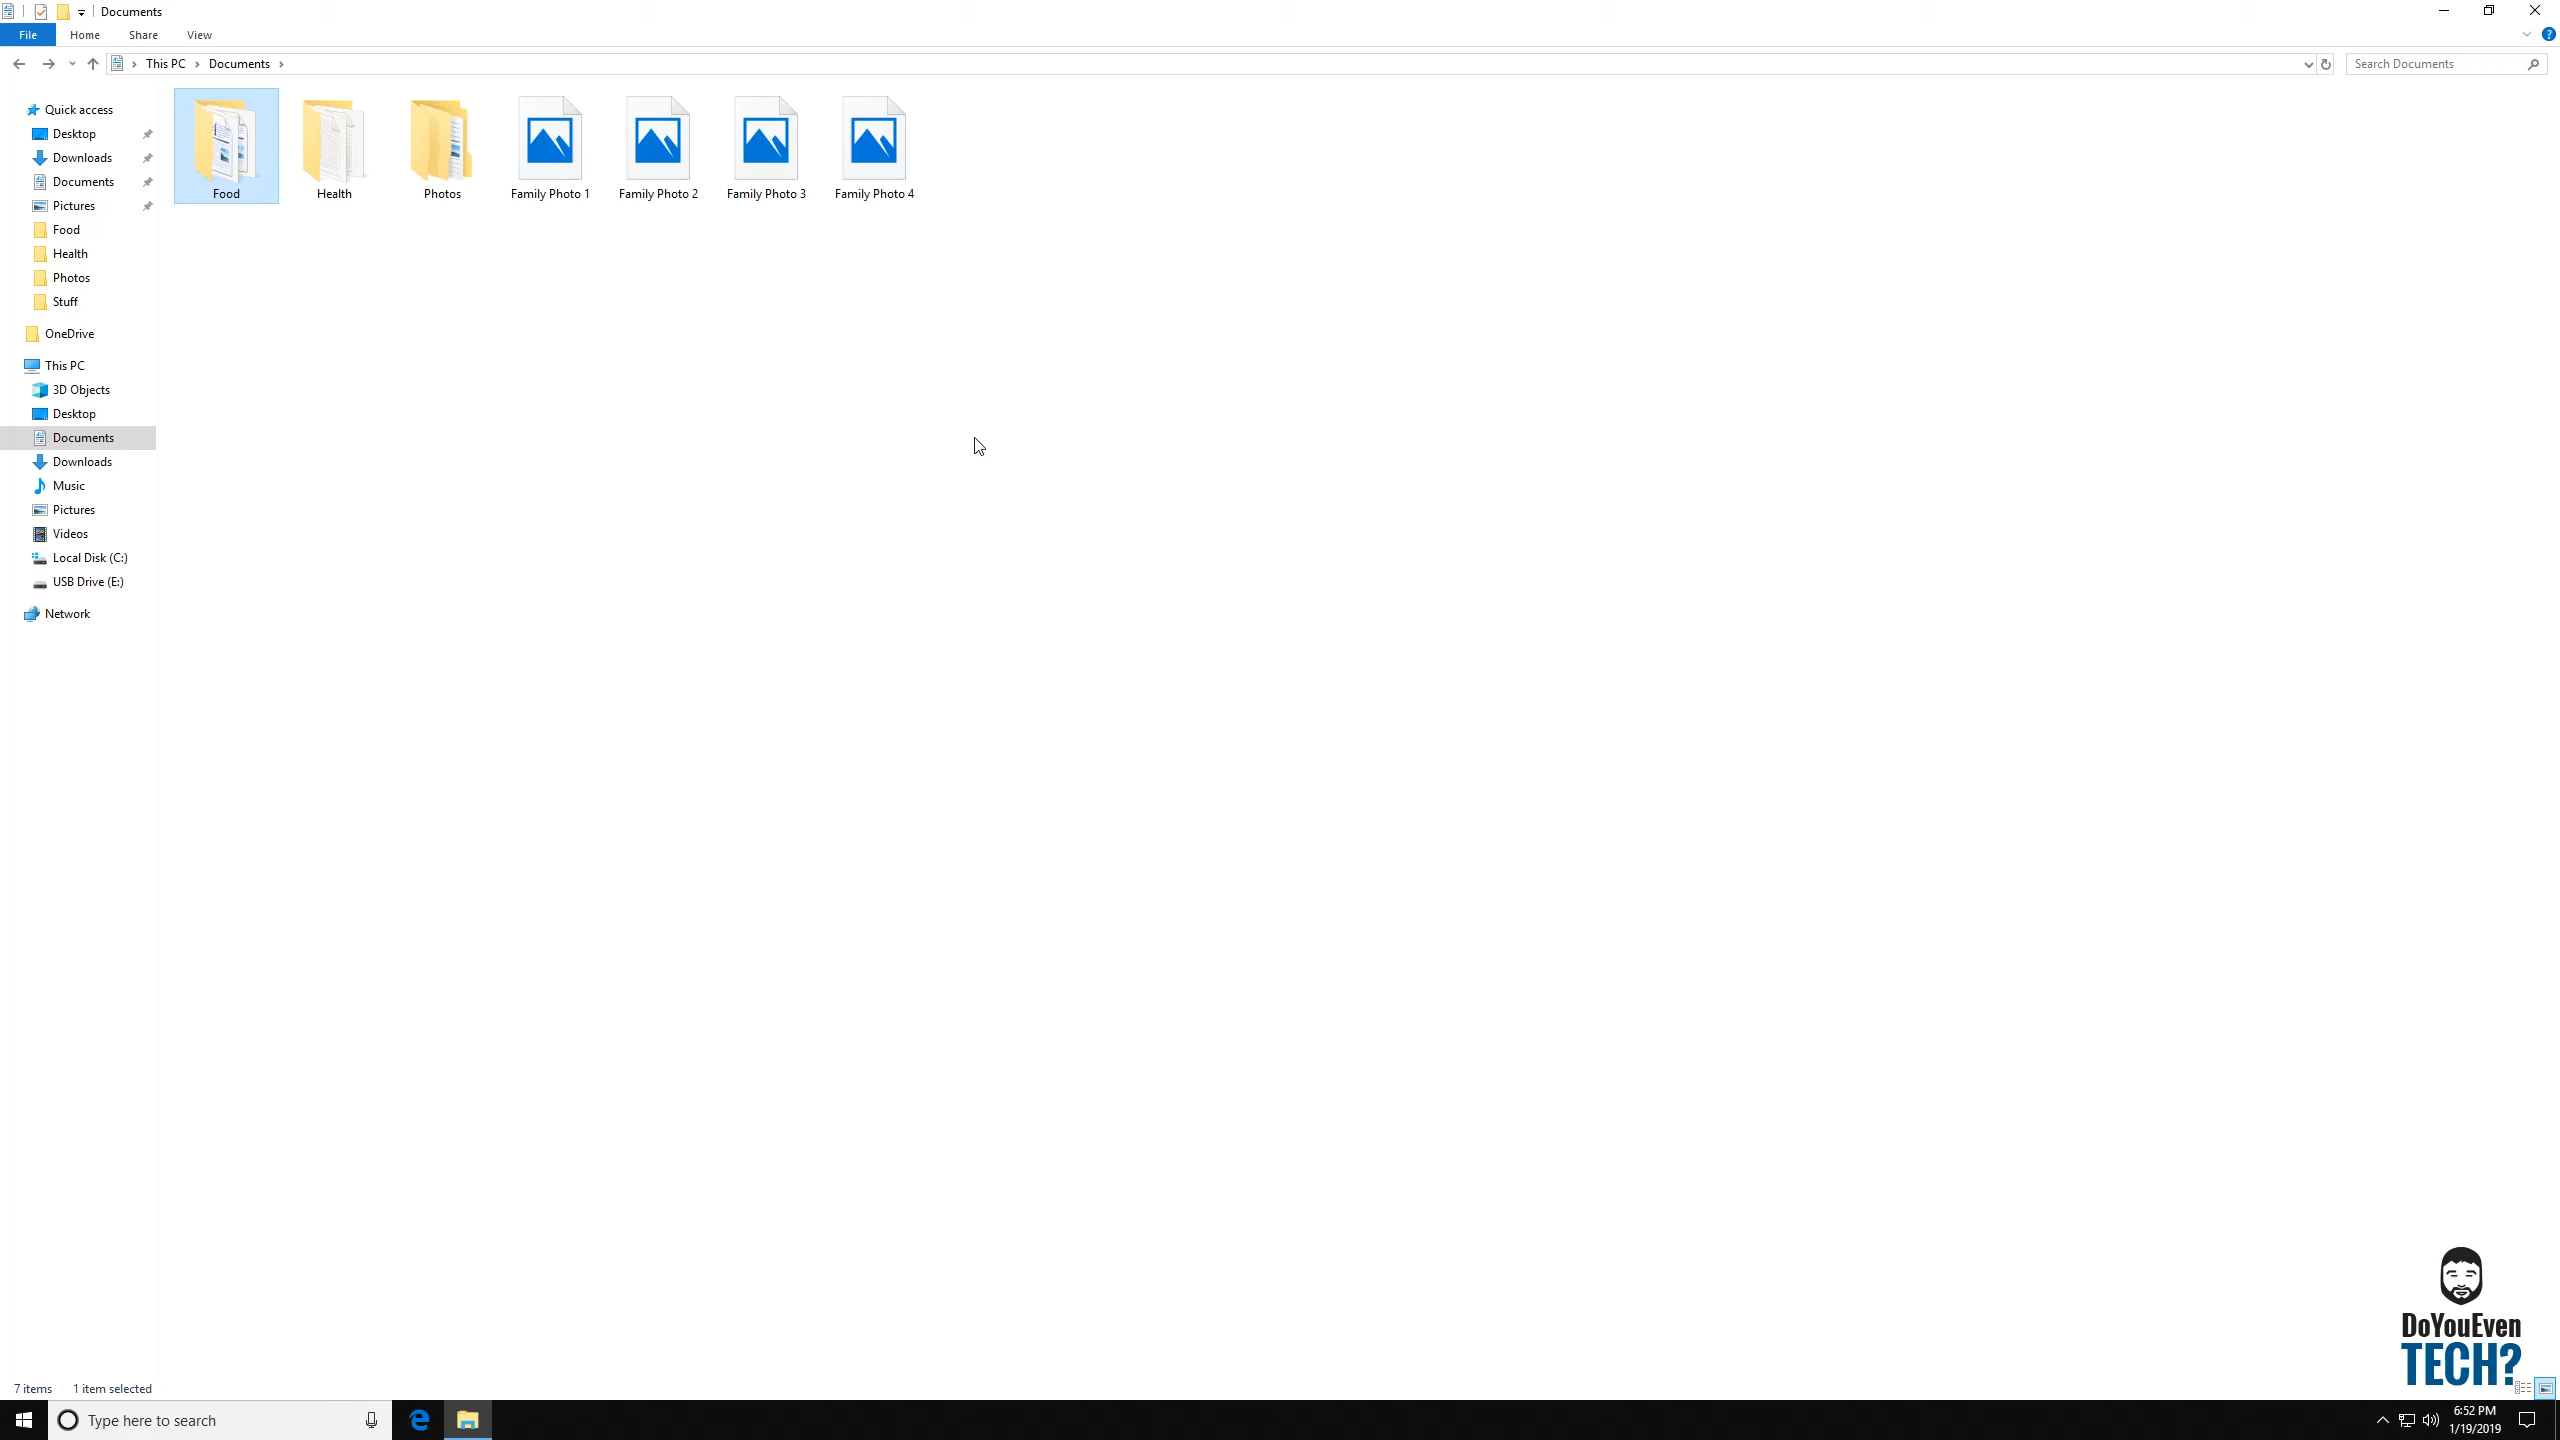 Documents
File Home Share View
This PC Documents
Search Documents
Quick access
Desktop
Downloads
Documents
Pictures
Food
Health
Photos
Stuff
OneDrive
This PC
3D Objects
Desktop
Documents
Downloads
Music
Pictures
Videos
Local Disk (C:)
USB Drive (E:)
Network
Food Health Photos Family Photo 1 Family Photo 2 Family Photo 3 Family Photo 4
DoYouEven
TECH?
7 items 1 item selected
Type here to search
6:52 PM
1/19/2019